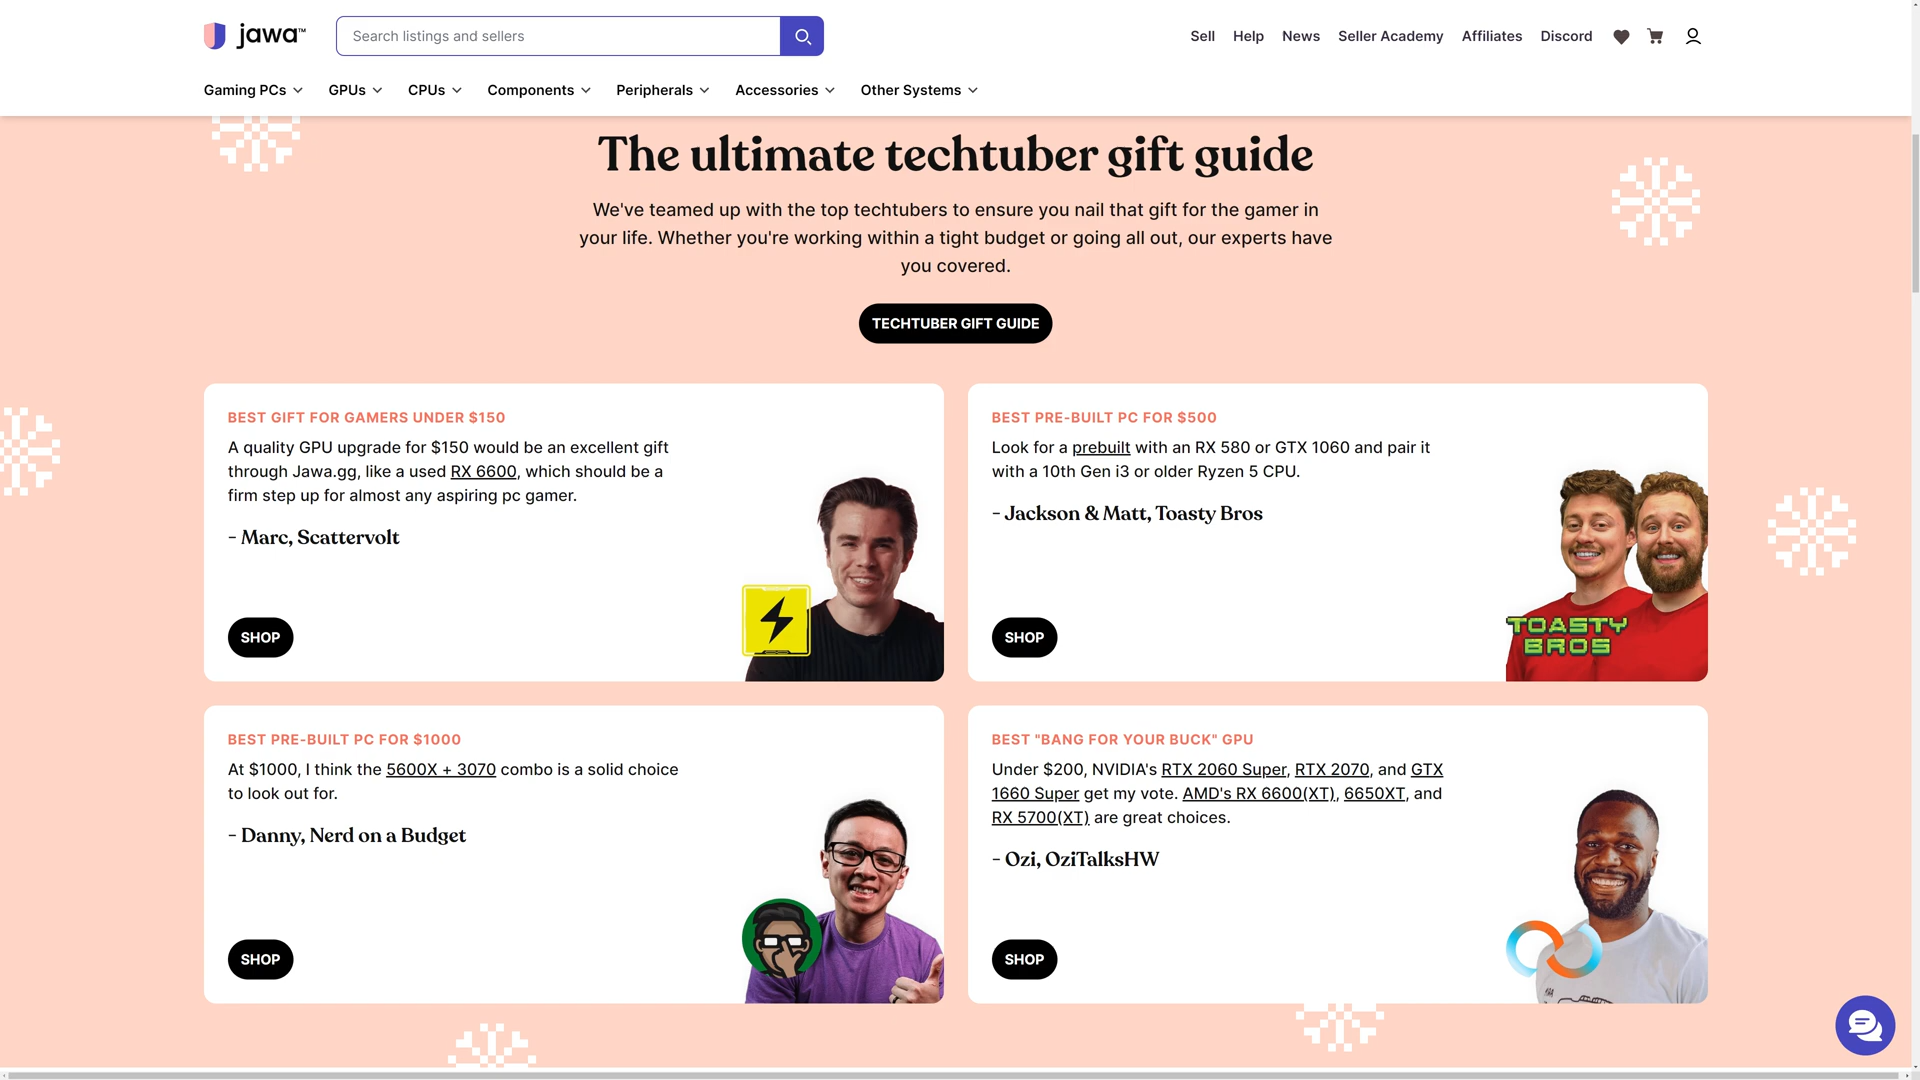 jawa™
Search listings and sellers
Sell
Help
News
Seller Academy
Affiliates
Discord
Gaming PCs
GPUs
CPUs
Components
Peripherals
Accessories
Other Systems
The ultimate techtuber gift guide
We've teamed up with the top techtubers to ensure you nail that gift for the gamer in
your life. Whether you're working within a tight budget or going all out, our experts have
you covered.
TECHTUBER GIFT GUIDE
BEST GIFT FOR GAMERS UNDER $150
A quality GPU upgrade for $150 would be an excellent gift
through Jawa.gg, like a used RX 6600, which should be a
firm step up for almost any aspiring pc gamer.
- Marc, Scattervolt
SHOP
BEST PRE-BUILT PC FOR $500
Look for a prebuilt with an RX 580 or GTX 1060 and pair it
with a 10th Gen i3 or older Ryzen 5 CPU.
- Jackson & Matt, Toasty Bros
TOASTY
BROS
SHOP
BEST PRE-BUILT PC FOR $1000
At $1000, I think the 5600X + 3070 combo is a solid choice
to look out for.
- Danny, Nerd on a Budget
SHOP
BEST "BANG FOR YOUR BUCK" GPU
Under $200, NVIDIA's RTX 2060 Super, RTX 2070, and GTX
1660 Super get my vote. AMD's RX 6600(XT), 6650XT, and
RX 5700(XT) are great choices.
- Ozi, OziTalksHW
SHOP